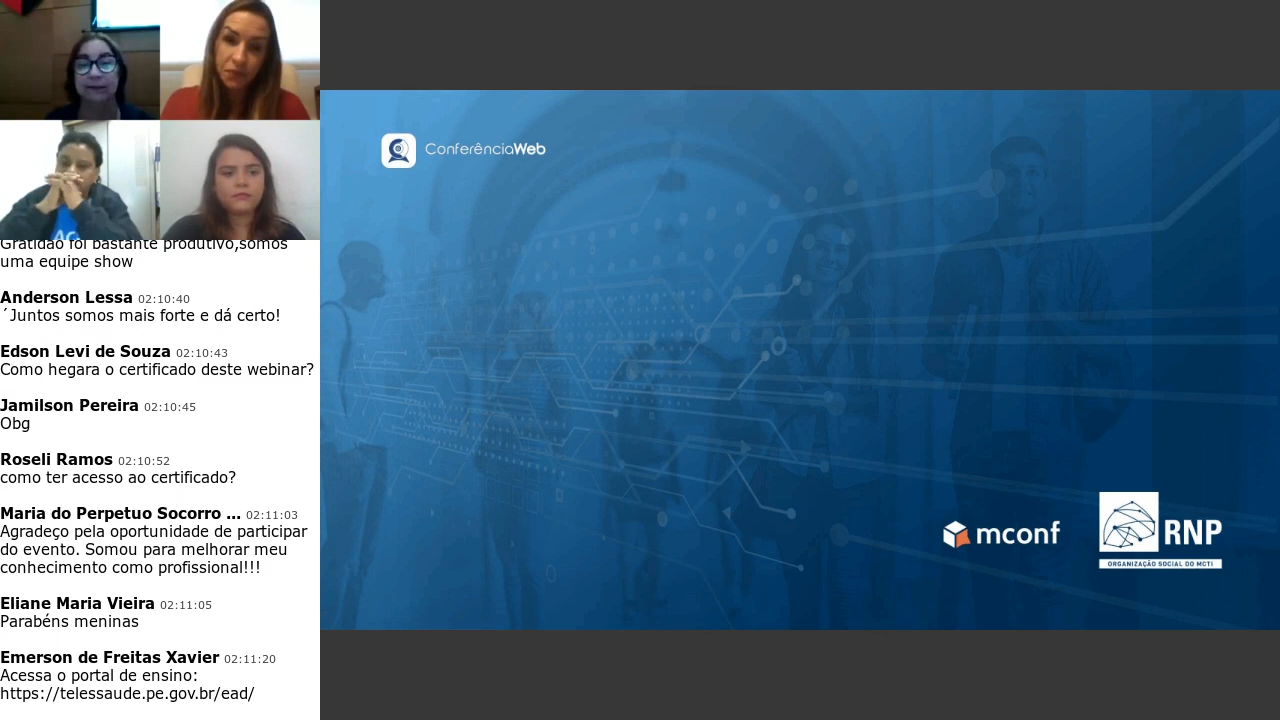 Gratidão foi bastante produtivo,somos
uma equipe show
Anderson Lessa 02:10:40
´Juntos somos mais forte e dá certo!
Edson Levi de Souza 02:10:43
Como hegara o certificado deste webinar?
Jamilson Pereira 02:10:45
Obg
Roseli Ramos 02:10:52
como ter acesso ao certificado?
Maria do Perpetuo Socorro ... 02:11:03
Agradeço pela oportunidade de participar
do evento. Somou para melhorar meu
conhecimento como profissional!!!
Eliane Maria Vieira 02:11:05
Parabéns meninas
Emerson de Freitas Xavier 02:11:20
Acessa o portal de ensino:
https://telessaude.pe.gov.br/ead/
ConferênciaWeb
mconf
RNP
ORGANIZAÇÃO SOCIAL DO MCTI